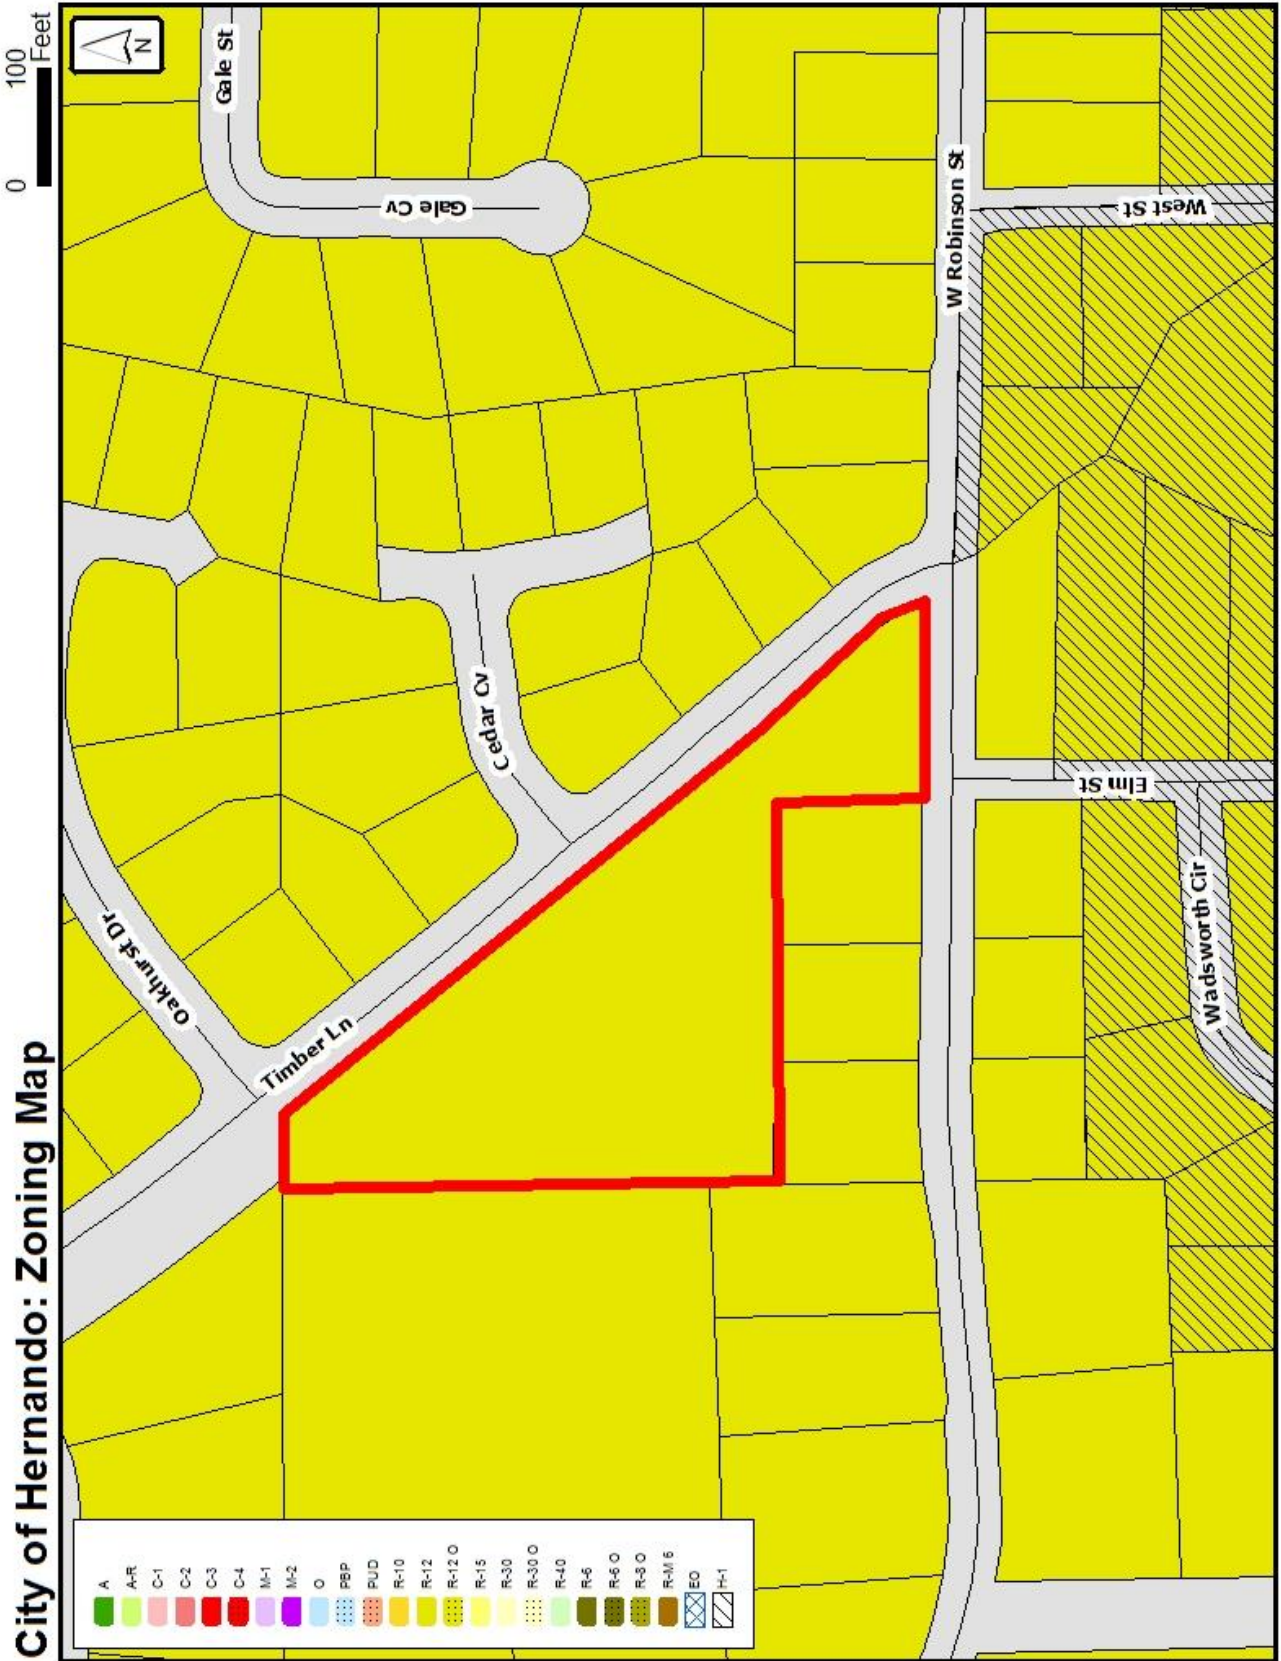 City of Hernando: Zoning Map
0 100
Feet
N
Gale St
Gale Cv
Oakhurst Dr
Timber Ln
Cedar Cv
W Robinson St
West St
Elm St
Wadsworth Cir
A
A-R
C-1
C-2
C-3
C-4
M-1
M-2
O
PBP
PUD
R-10
R-12
R-12 O
R-15
R-30
R-30 O
R-40
R-6
R-6 O
R-8 O
R-M 6
EO
H-1